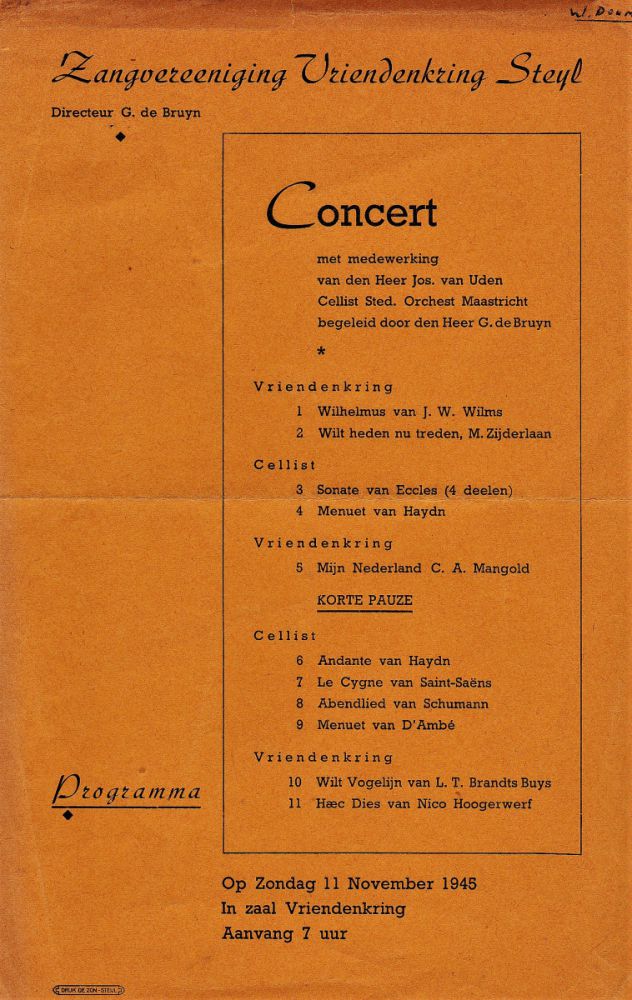 Zangvereeniging Vriendenkring Steyl
Directeur G. de Bruyn
Concert
met medewerking
van den Heer Jos. van Uden
Cellist Sted. Orchest Maastricht
begeleid door den Heer G. de Bruyn
*
Vriendenkring
1 Wilhelmus van J. W. Wilms
2 Wilt heden nu treden, M. Zijderlaan
Cellist
3 Sonate van Eccles (4 deelen)
4 Menuet van Haydn
Vriendenkring
5 Mijn Nederland C. A. Mangold
KORTE PAUZE
Cellist
6 Andante van Haydn
7 Le Cygne van Saint-Saëns
8 Abendlied van Schumann
9 Menuet van D'Ambé
Vriendenkring
10 Wilt Vogelijn van L. T. Brandts Buys
11 Hæc Dies van Nico Hoogerwerf
Programma
Op Zondag 11 November 1945
In zaal Vriendenkring
Aanvang 7 uur
DRUK DE ZON - STEYL